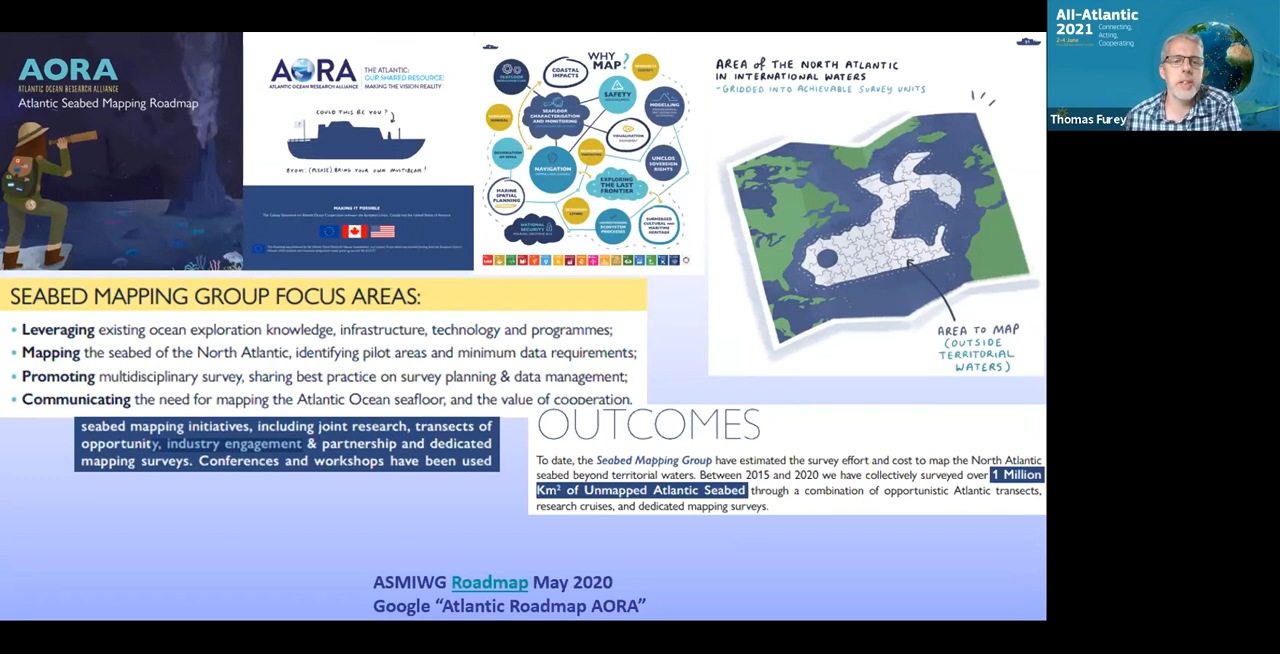 AORA
ATLANTIC OCEAN RESEARCH ALLIANCE
Atlantic Seabed Mapping Roadmap
AORA
ATLANTIC OCEAN RESEARCH ALLIANCE
THE ATLANTIC:
OUR SHARED RESOURCE:
MAKING THE VISION REALITY
COULD THIS BE YOU?
BYOM: (PLEASE) BRING YOUR OWN MULTIBEAM!
MAKING IT POSSIBLE
WHY MAP?
COASTAL IMPACTS
SAFETY
MODELLING
SEAFLOOR CHARACTERISATION AND MONITORING
VISUALISATION
NAVIGATION
UNCLOS SOVEREIGN RIGHTS
EXPLORING THE LAST FRONTIER
MARINE SPATIAL PLANNING
NATIONAL SECURITY
SUBMERGED CULTURAL AND MARITIME HERITAGE
AREA OF THE NORTH ATLANTIC
IN INTERNATIONAL WATERS
- GRIDDED INTO ACHIEVABLE SURVEY UNITS
AREA TO MAP
(OUTSIDE
TERRITORIAL
WATERS)
All-Atlantic
2021
Connecting,
Acting,
Cooperating
2-4 June
Thomas Furey
SEABED MAPPING GROUP FOCUS AREAS:
• Leveraging existing ocean exploration knowledge, infrastructure, technology and programmes;
• Mapping the seabed of the North Atlantic, identifying pilot areas and minimum data requirements;
• Promoting multidisciplinary survey, sharing best practice on survey planning & data management;
• Communicating the need for mapping the Atlantic Ocean seafloor, and the value of cooperation.
seabed mapping initiatives, including joint research, transects of
opportunity, industry engagement & partnership and dedicated
mapping surveys. Conferences and workshops have been used
OUTCOMES
To date, the Seabed Mapping Group have estimated the survey effort and cost to map the North Atlantic
seabed beyond territorial waters. Between 2015 and 2020 we have collectively surveyed over 1 Million
Km² of Unmapped Atlantic Seabed through a combination of opportunistic Atlantic transects,
research cruises, and dedicated mapping surveys.
ASMIWG Roadmap May 2020
Google “Atlantic Roadmap AORA”